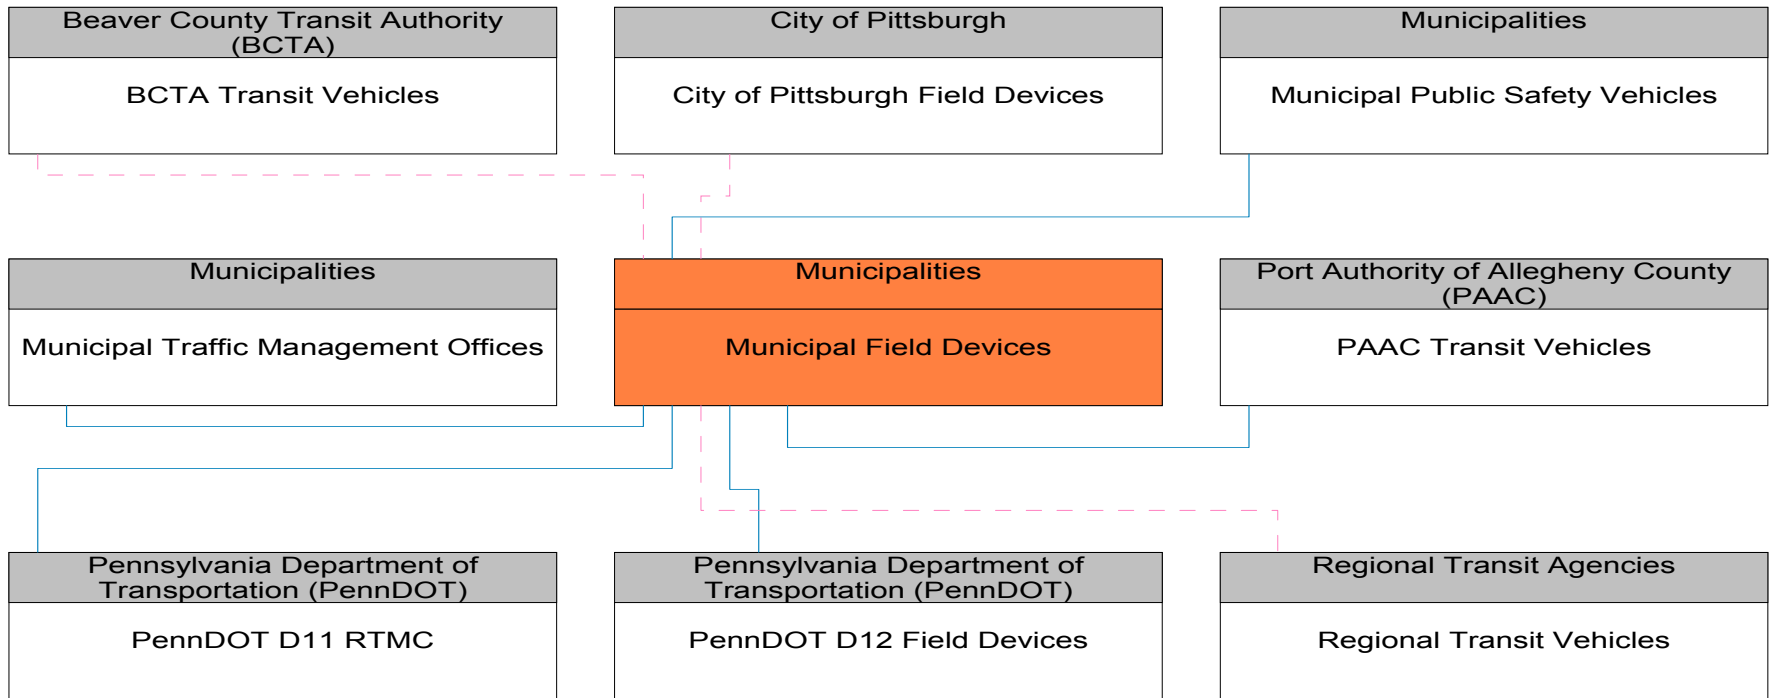 Beaver County Transit Authority
(BCTA)
BCTA Transit Vehicles
City of Pittsburgh
City of Pittsburgh Field Devices
Municipalities
Municipal Public Safety Vehicles
Municipalities
Municipal Traffic Management Offices
Municipalities
Municipal Field Devices
Port Authority of Allegheny County
(PAAC)
PAAC Transit Vehicles
Pennsylvania Department of
Transportation (PennDOT)
PennDOT D11 RTMC
Pennsylvania Department of
Transportation (PennDOT)
PennDOT D12 Field Devices
Regional Transit Agencies
Regional Transit Vehicles